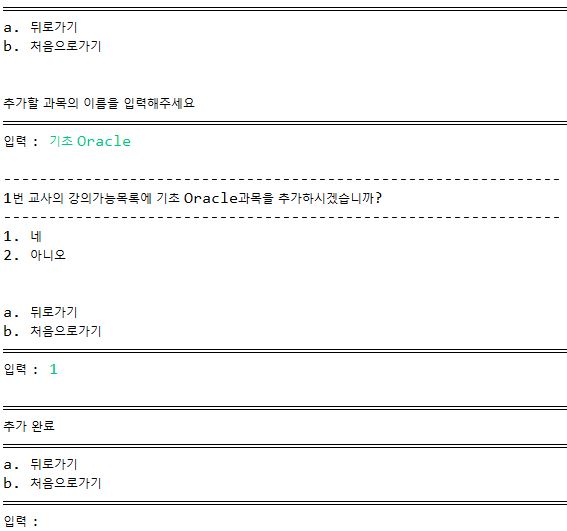 a. 뒤로가기
b. 처음으로가기
추가할 과목의 이름을 입력해주세요
입력 : 기초 Oracle
1번 교사의 강의가능목록에 기초 Oracle과목을 추가하시겠습니까?
1. 네
2. 아니오
a. 뒤로가기
b. 처음으로가기
입력 : 1
추가 완료
a. 뒤로가기
b. 처음으로가기
입력 :